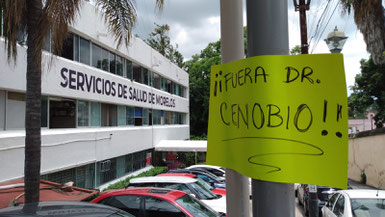 SERVICIOS DE SALUD DE MORELOS
¡¡FUERA DR.
CENOBIO!!